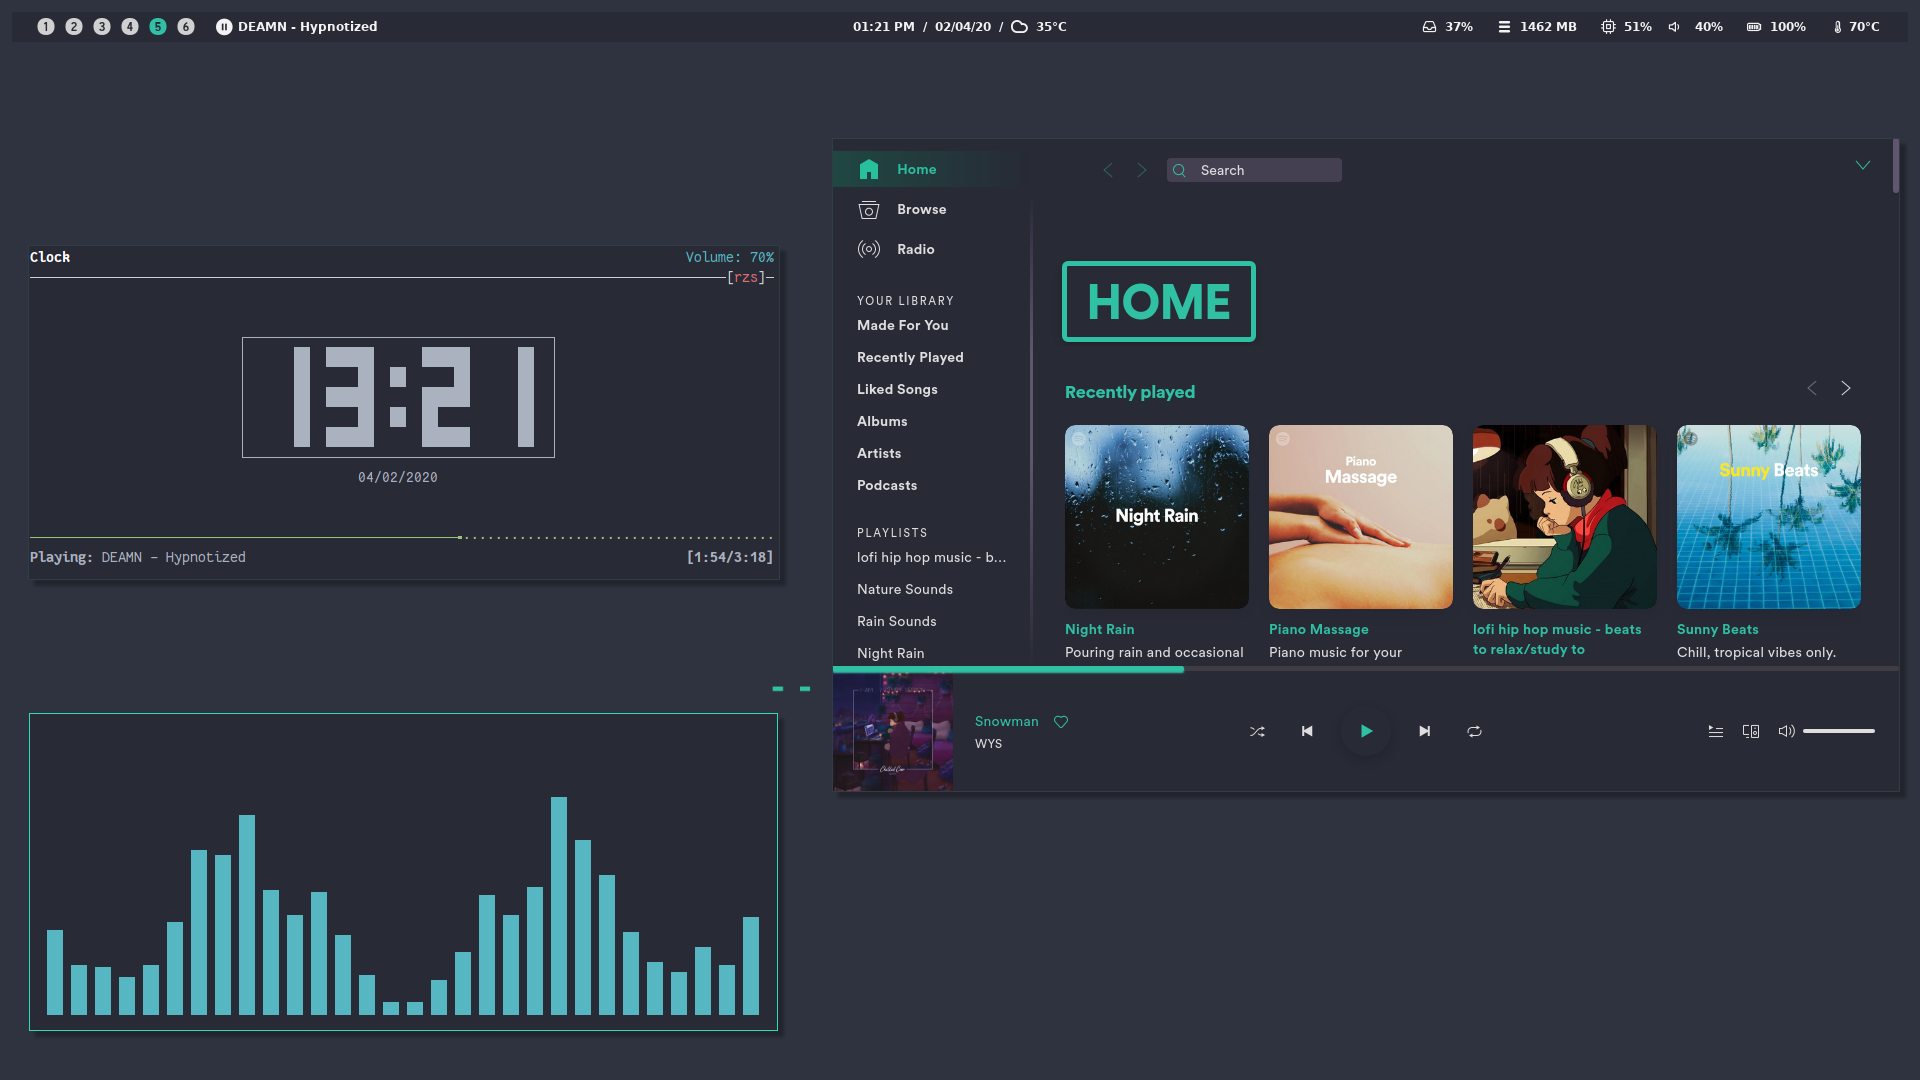 1 2 3 4 5 6 DEAMN - Hypnotized
01:21 PM / 02/04/20 / 35°C
37% 1462 MB 51% 40% 100% 70°C
Clock
Volume: 70%
[rzs]
13:21
04/02/2020
Playing: DEAMN - Hypnotized
[1:54/3:18]
Home
Browse
Radio
YOUR LIBRARY
Made For You
Recently Played
Liked Songs
Albums
Artists
Podcasts
PLAYLISTS
lofi hip hop music - b...
Nature Sounds
Rain Sounds
Night Rain
Search
HOME
Recently played
Night Rain
Piano
Massage
Sunny Beats
Night Rain
Pouring rain and occasional
Piano Massage
Piano music for your
lofi hip hop music - beats
to relax/study to
Sunny Beats
Chill, tropical vibes only.
Chilled Cow
Snowman
WYS